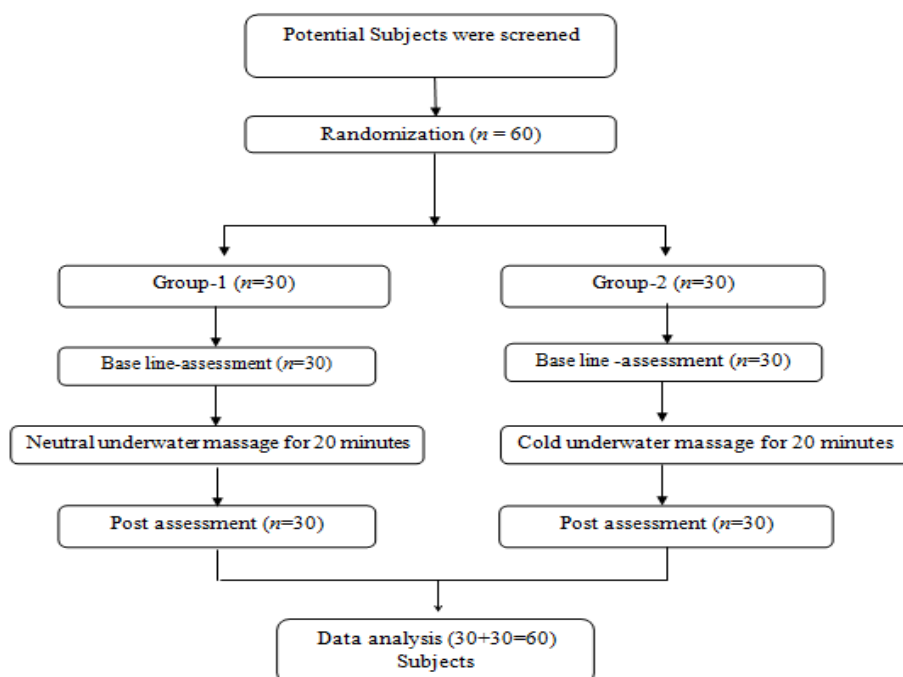 Potential Subjects were screened
Randomization (n = 60)
Group-1 (n=30)
Group-2 (n=30)
Base line-assessment (n=30)
Base line -assessment (n=30)
Neutral underwater massage for 20 minutes
Cold underwater massage for 20 minutes
Post assessment (n=30)
Post assessment (n=30)
Data analysis (30+30=60)
Subjects